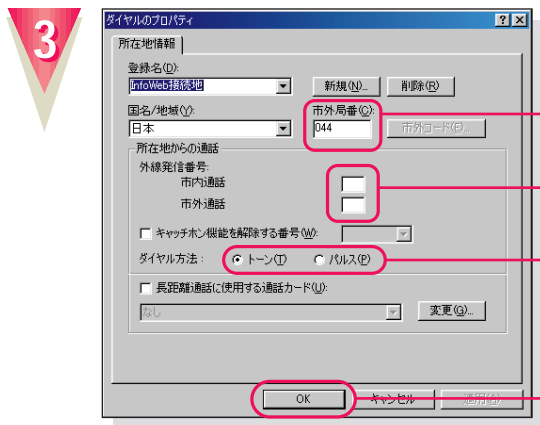 3
ダイヤルのプロパティ
所在地情報
登録名(D):
InfoWeb接続地
新規(N)...
削除(R)
国名/地域(Y):
市外局番(C):
日本
044
市外コード(E)...
所在地からの通話
外線発信番号:
市内通話
市外通話
キャッチホン機能を解除する番号(W):
ダイヤル方法:
トーン(T)
パルス(P)
長距離通話に使用する通話カード(U):
なし
変更(G)...
OK
キャンセル
適用(A)